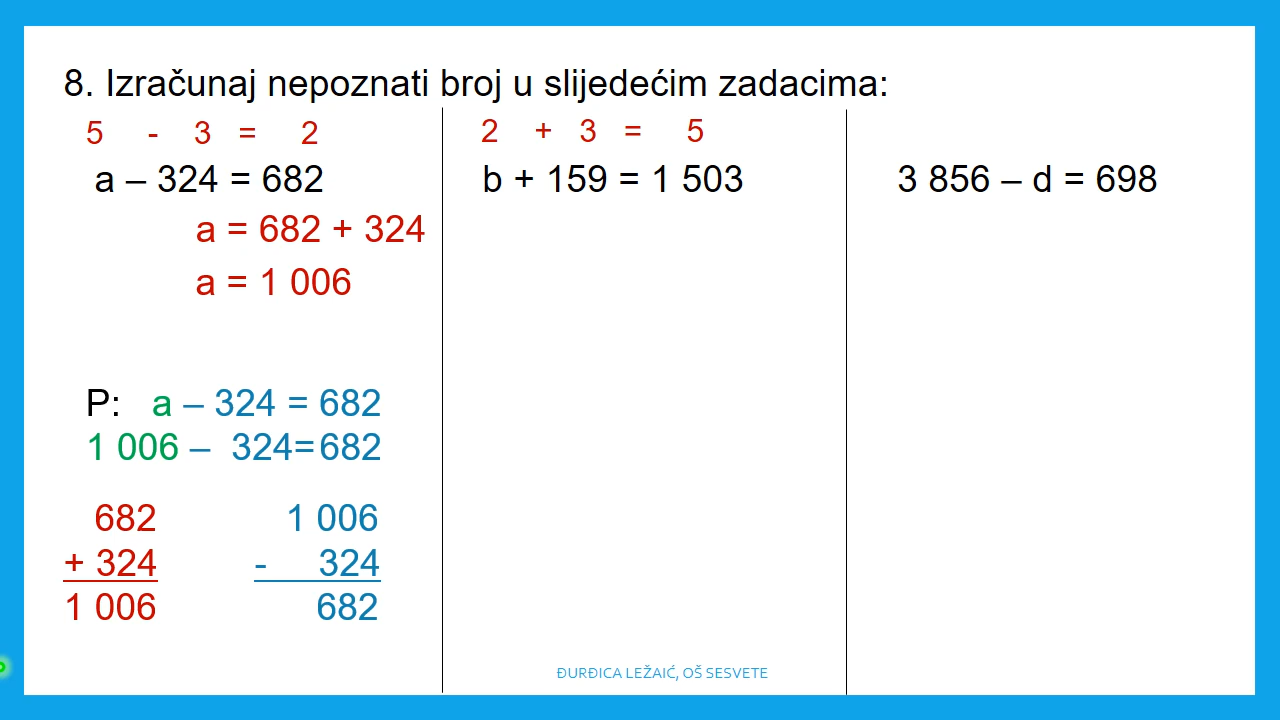 8. Izračunaj nepoznati broj u slijedećim zadacima:
5 - 3 = 2
a – 324 = 682
a = 682 + 324
a = 1 006
P: a – 324 = 682
1 006 – 324=682
682
+ 324
1 006
1 006
- 324
682
2 + 3 = 5
b + 159 = 1 503
3 856 – d = 698
ĐURĐICA LEŽAIĆ, OŠ SESVETE